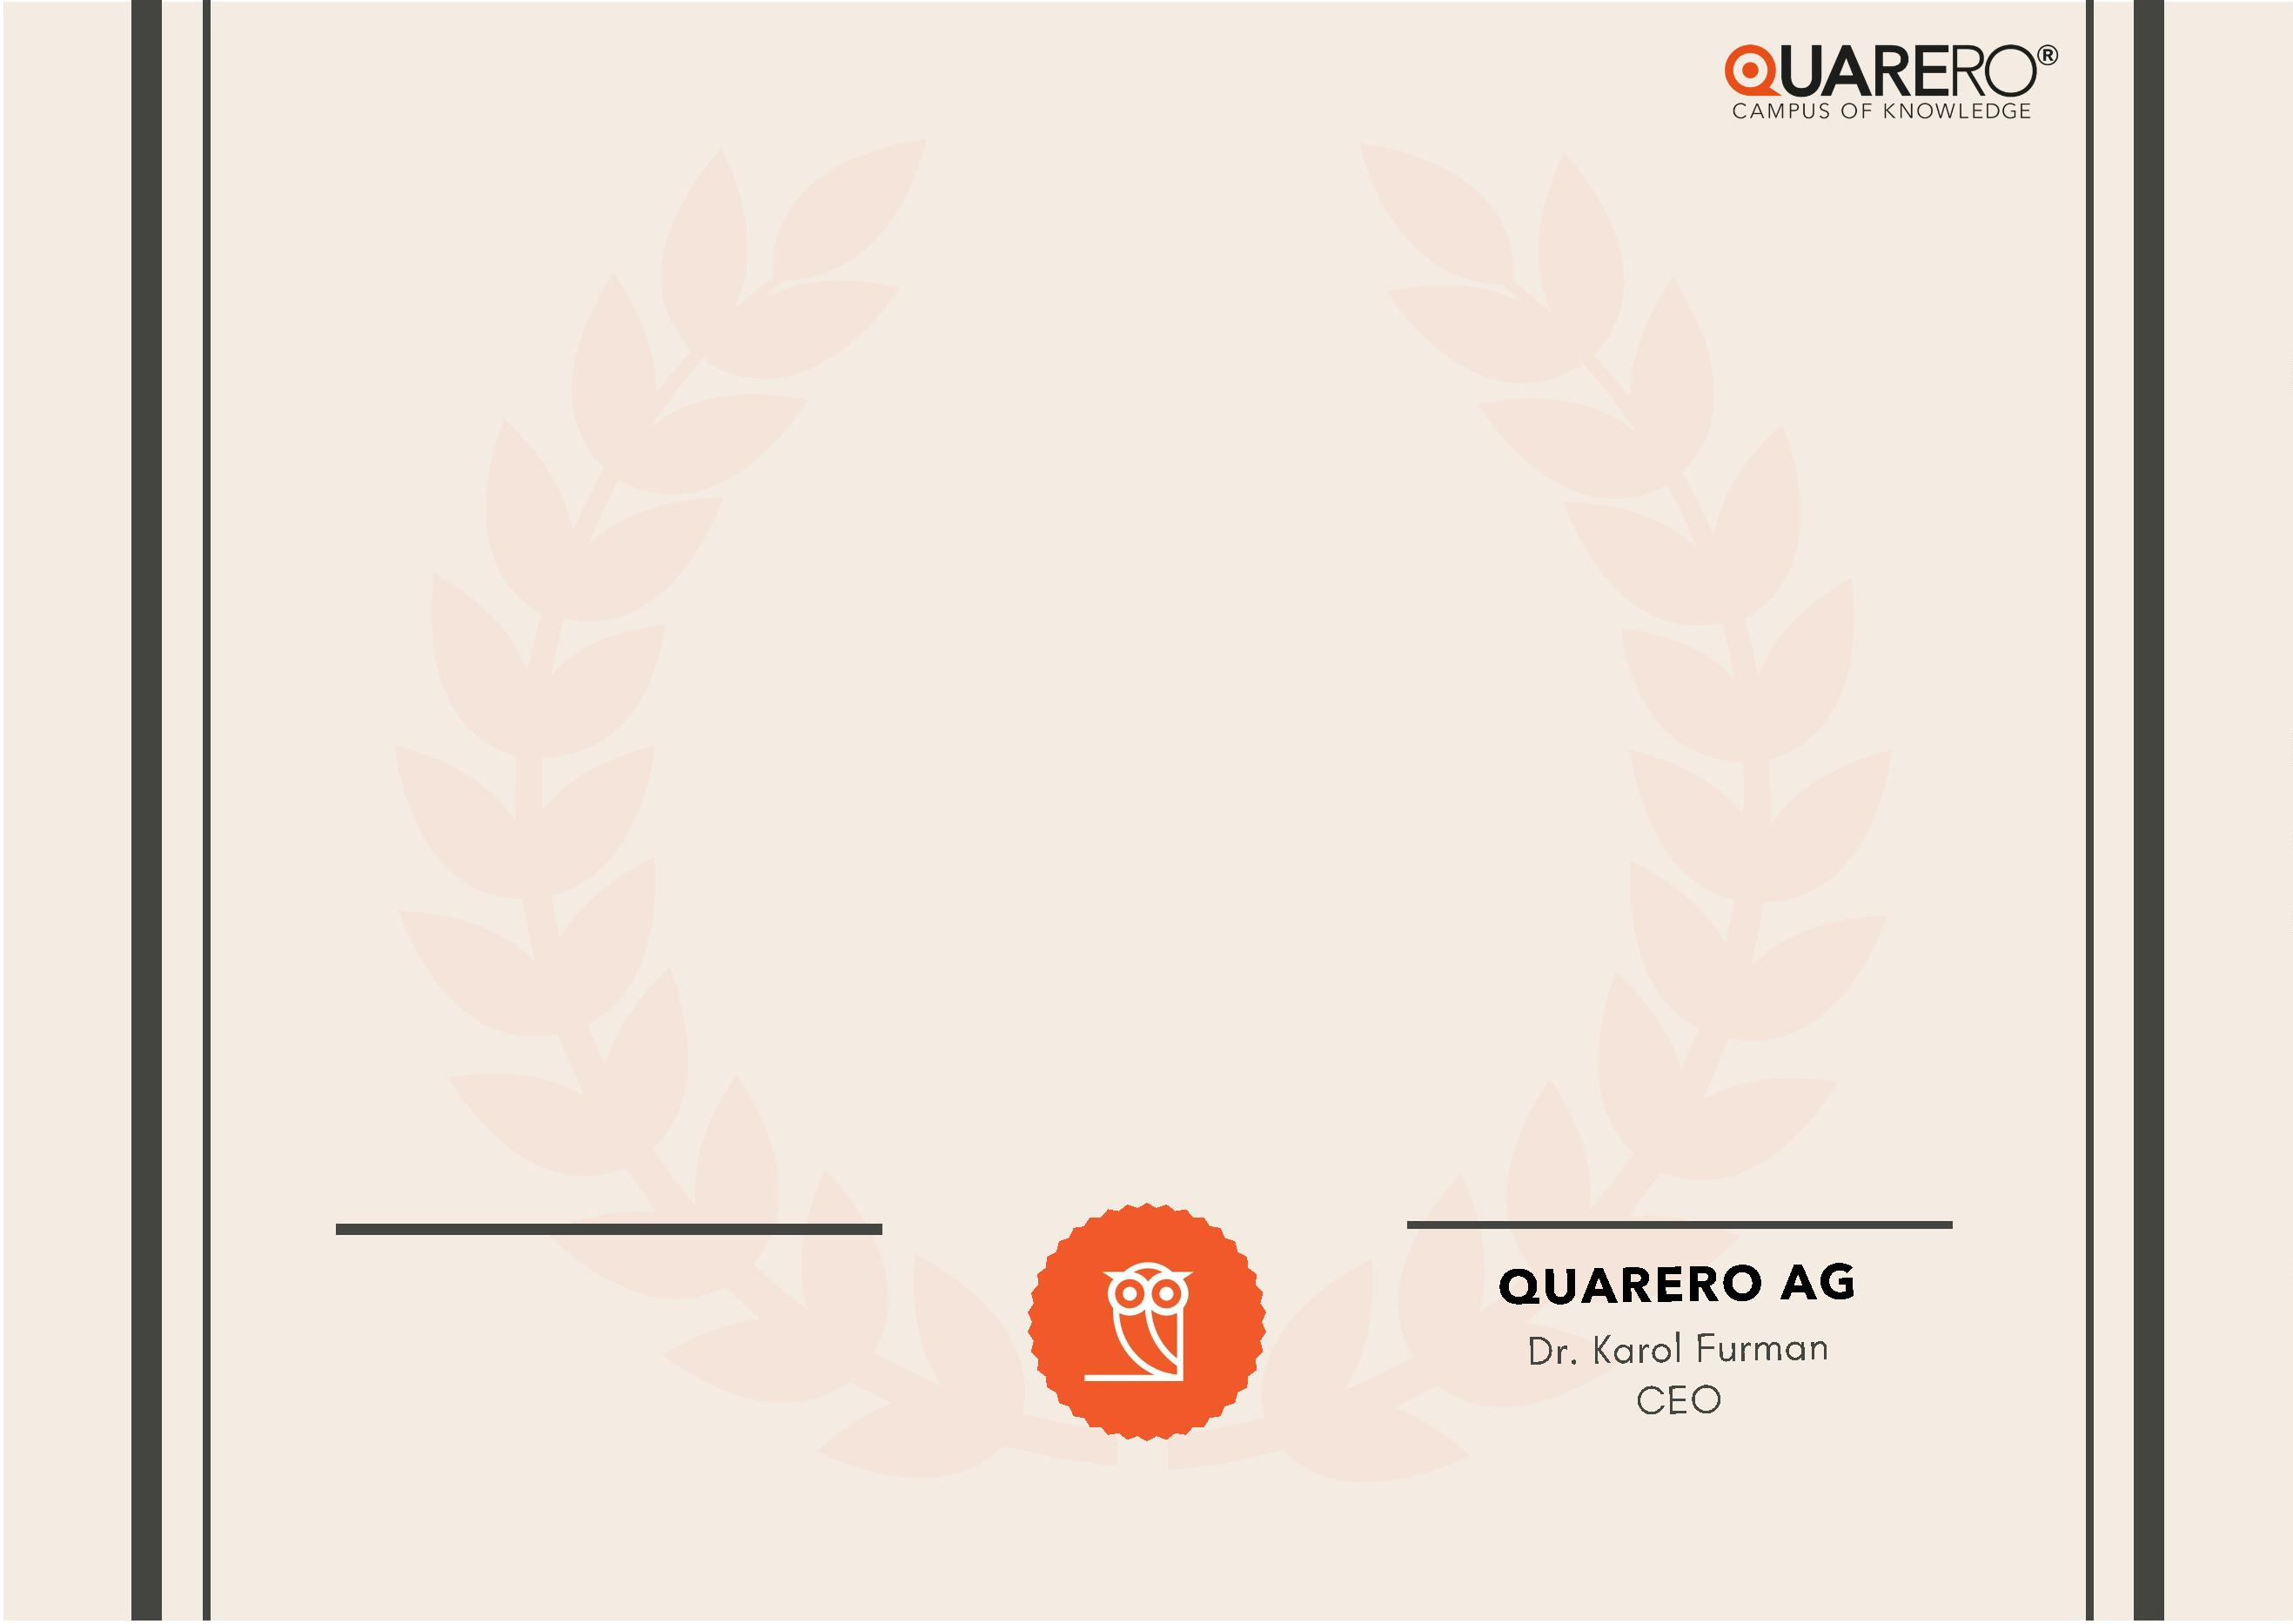 QUARERO®
CAMPUS OF KNOWLEDGE
QUARERO AG
Dr. Karol Furman
CEO